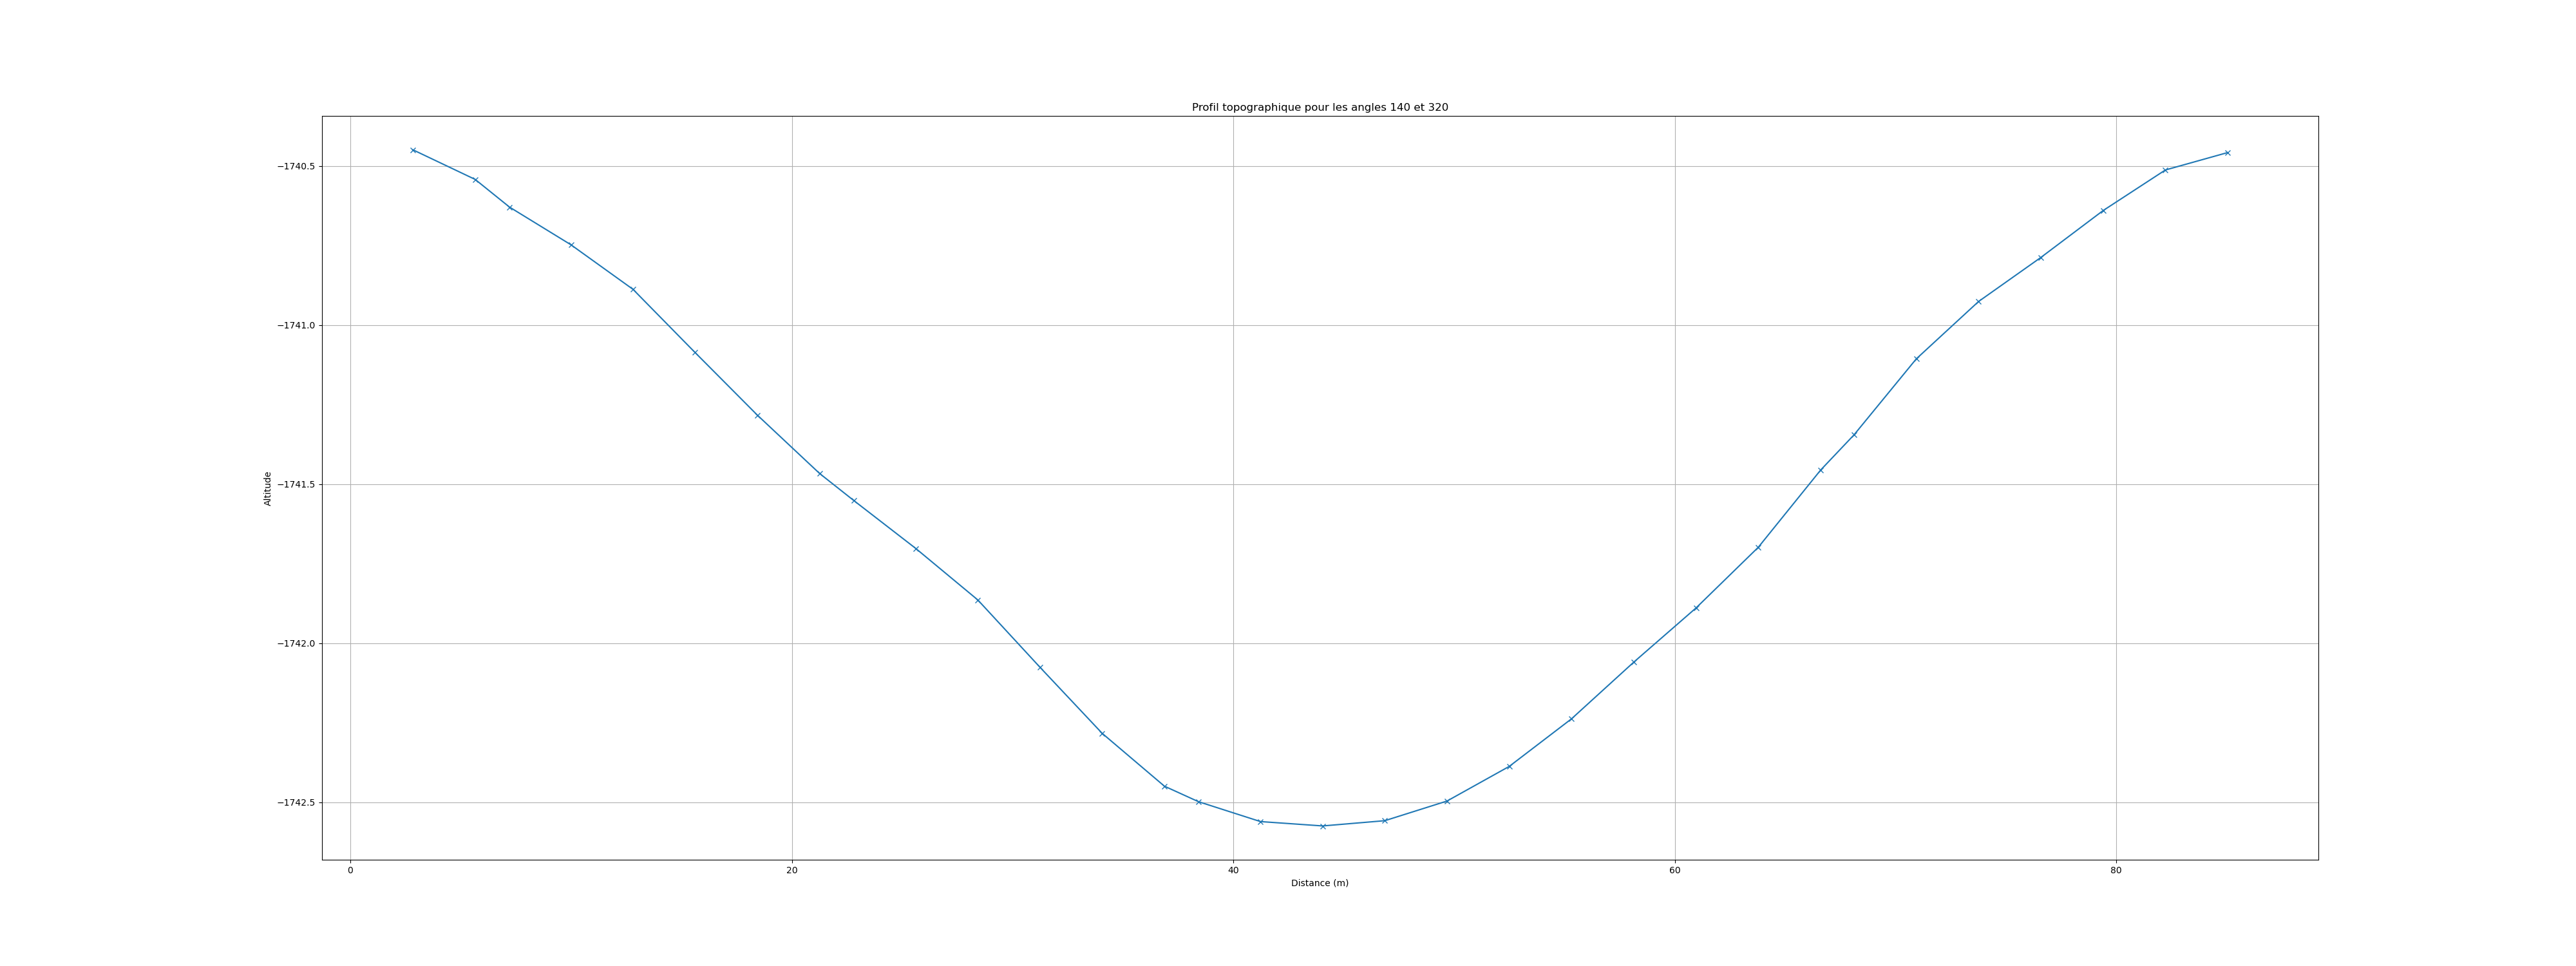 Profil topographique pour les angles 140 et 320
Altitude
−1740.5
−1741.0
−1741.5
−1742.0
−1742.5
0 20 40 60 80
Distance (m)